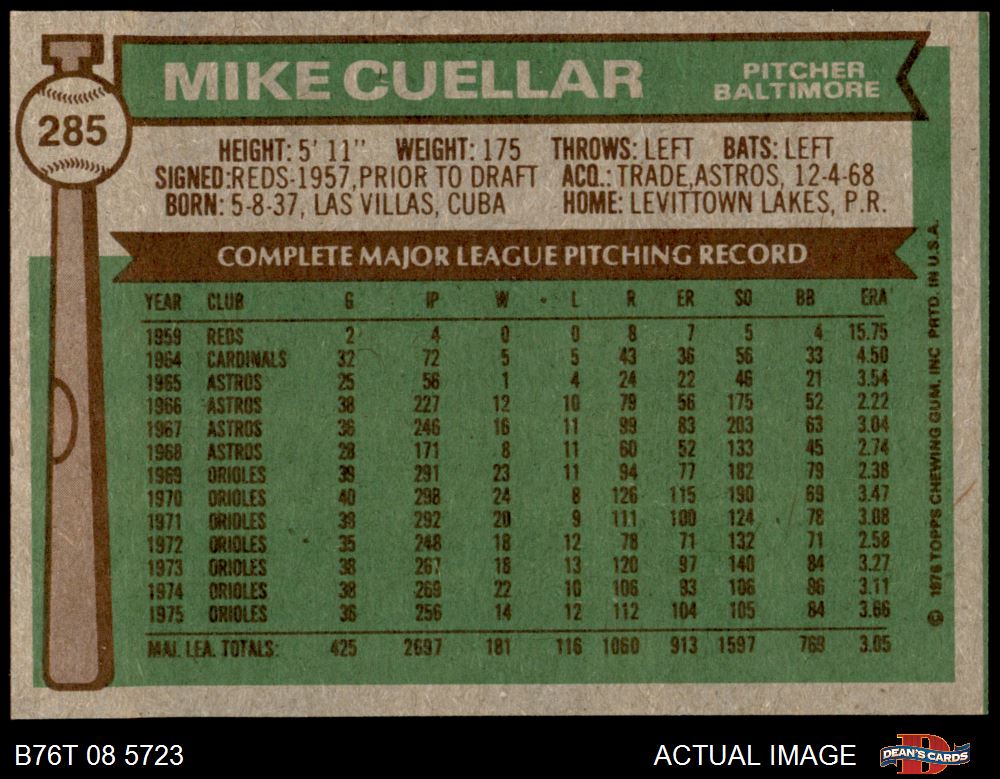 285
MIKE CUELLAR
PITCHER
BALTIMORE
HEIGHT: 5' 11" WEIGHT: 175 THROWS: LEFT BATS: LEFT
SIGNED:REDS-1957,PRIOR TO DRAFT ACQ.: TRADE,ASTROS, 12-4-68
BORN: 5-8-37, LAS VILLAS, CUBA HOME: LEVITTOWN LAKES, P.R.
COMPLETE MAJOR LEAGUE PITCHING RECORD
YEAR CLUB G IP W L R ER SO BB ERA
1959 REDS 2 4 0 0 8 7 5 4 15.75
1964 CARDINALS 32 72 5 5 43 36 56 33 4.50
1965 ASTROS 25 56 1 4 24 22 46 21 3.54
1966 ASTROS 38 227 12 10 79 56 175 52 2.22
1967 ASTROS 36 246 16 11 99 83 203 63 3.04
1968 ASTROS 28 171 8 11 60 52 133 45 2.74
1969 ORIOLES 39 291 23 11 94 77 182 79 2.38
1970 ORIOLES 40 298 24 8 126 115 190 69 3.47
1971 ORIOLES 38 292 20 9 111 100 124 78 3.08
1972 ORIOLES 35 248 18 12 78 71 132 71 2.58
1973 ORIOLES 38 267 18 13 120 97 140 84 3.27
1974 ORIOLES 38 269 22 10 106 93 106 86 3.11
1975 ORIOLES 36 256 14 12 112 104 105 84 3.66
MAJ. LEA. TOTALS: 425 2697 181 116 1060 913 1597 769 3.05
© 1976 TOPPS CHEWING GUM, INC PRTD. IN U.S.A.
B76T 08 5723
ACTUAL IMAGE
DEAN'S CARDS